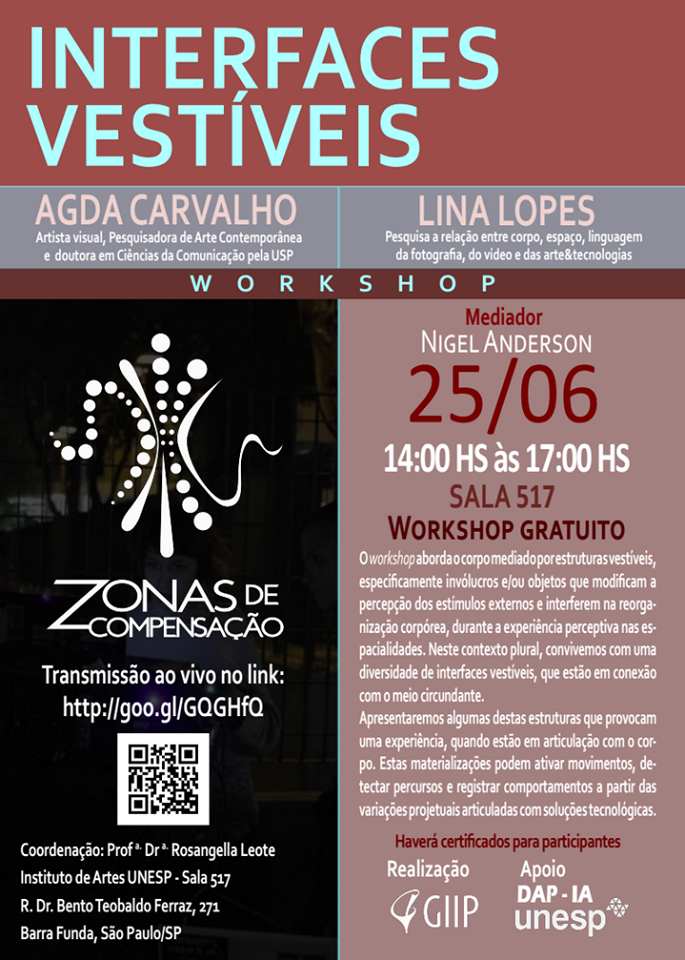 INTERFACES
VESTÍVEIS
AGDA CARVALHO
Artista visual, Pesquisadora de Arte Contemporânea
e doutora em Ciências da Comunicação pela USP
LINA LOPES
Pesquisa a relação entre corpo, espaço, linguagem
da fotografia, do vídeo e das arte&tecnologias
WORKSHOP
ZONAS DE
COMPENSAÇÃO
Transmissão ao vivo no link:
http://goo.gl/GQGHfQ
Coordenação: Prof ª. Dr ª. Rosangella Leote
Instituto de Artes UNESP - Sala 517
R. Dr. Bento Teobaldo Ferraz, 271
Barra Funda, São Paulo/SP
Mediador
NIGEL ANDERSON
25/06
14:00 HS às 17:00 HS
SALA 517
WORKSHOP GRATUITO
O workshop aborda o corpo mediado por estruturas vestíveis,
especificamente invólucros e/ou objetos que modificam a
percepção dos estímulos externos e interferem na reorga-
nização corpórea, durante a experiência perceptiva nas es-
pacialidades. Neste contexto plural, convivemos com uma
diversidade de interfaces vestíveis, que estão em conexão
com o meio circundante.
Apresentaremos algumas destas estruturas que provocam
uma experiência, quando estão em articulação com o cor-
po. Estas materializações podem ativar movimentos, de-
tectar percursos e registrar comportamentos a partir das
variações projetuais articuladas com soluções tecnológicas.
Haverá certificados para participantes
Realização
GIIP
Apoio
DAP - IA
unesp